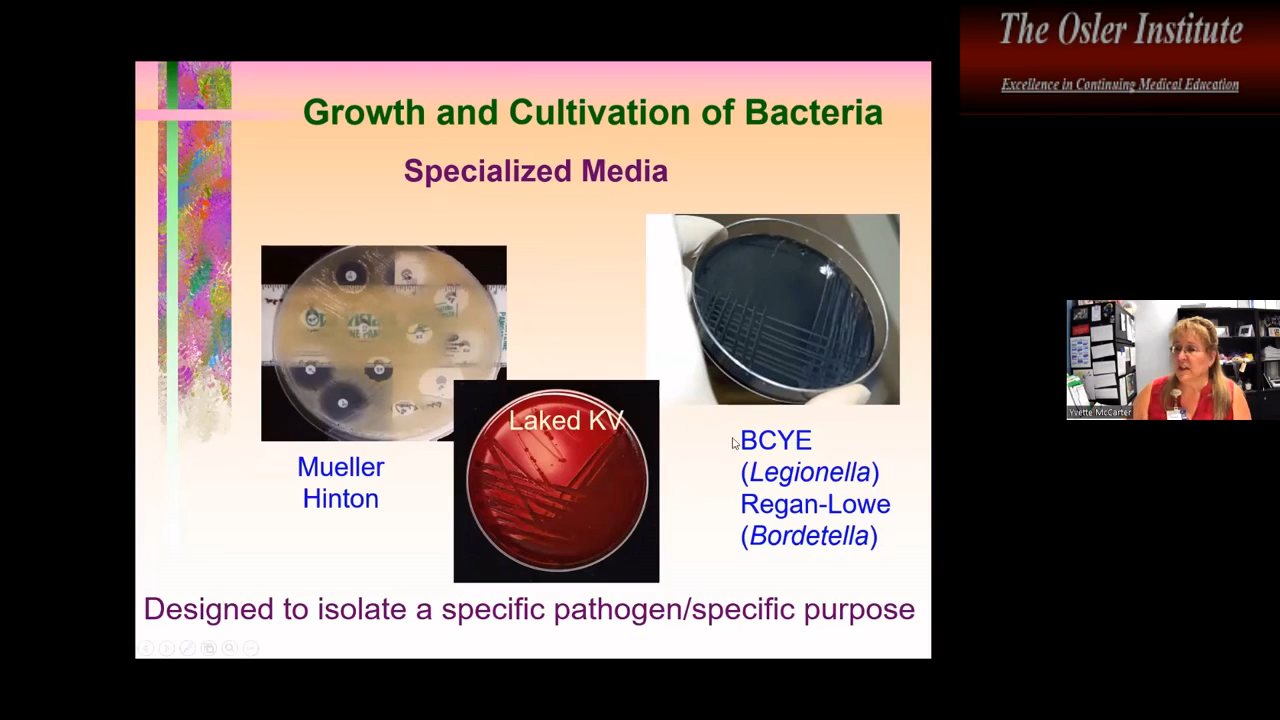 The Osler Institute
Excellence in Continuing Medical Education
Growth and Cultivation of Bacteria
Specialized Media
Laked KV
Mueller
Hinton
BCYE
(Legionella)
Regan-Lowe
(Bordetella)
Designed to isolate a specific pathogen/specific purpose
Yvette McCarter